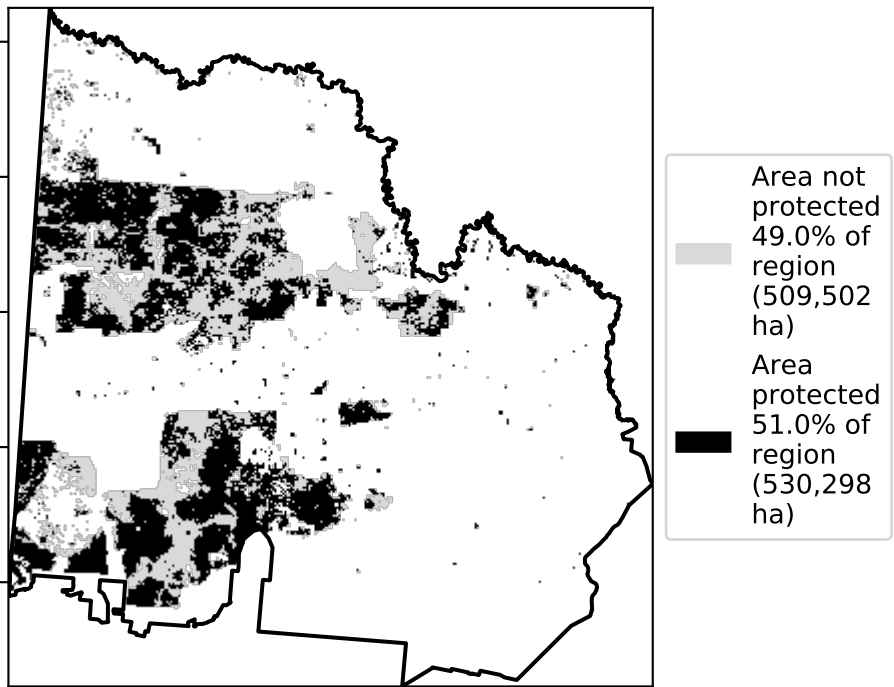 Area not
protected
49.0% of
region
(509,502
ha)
Area
protected
51.0% of
region
(530,298
ha)